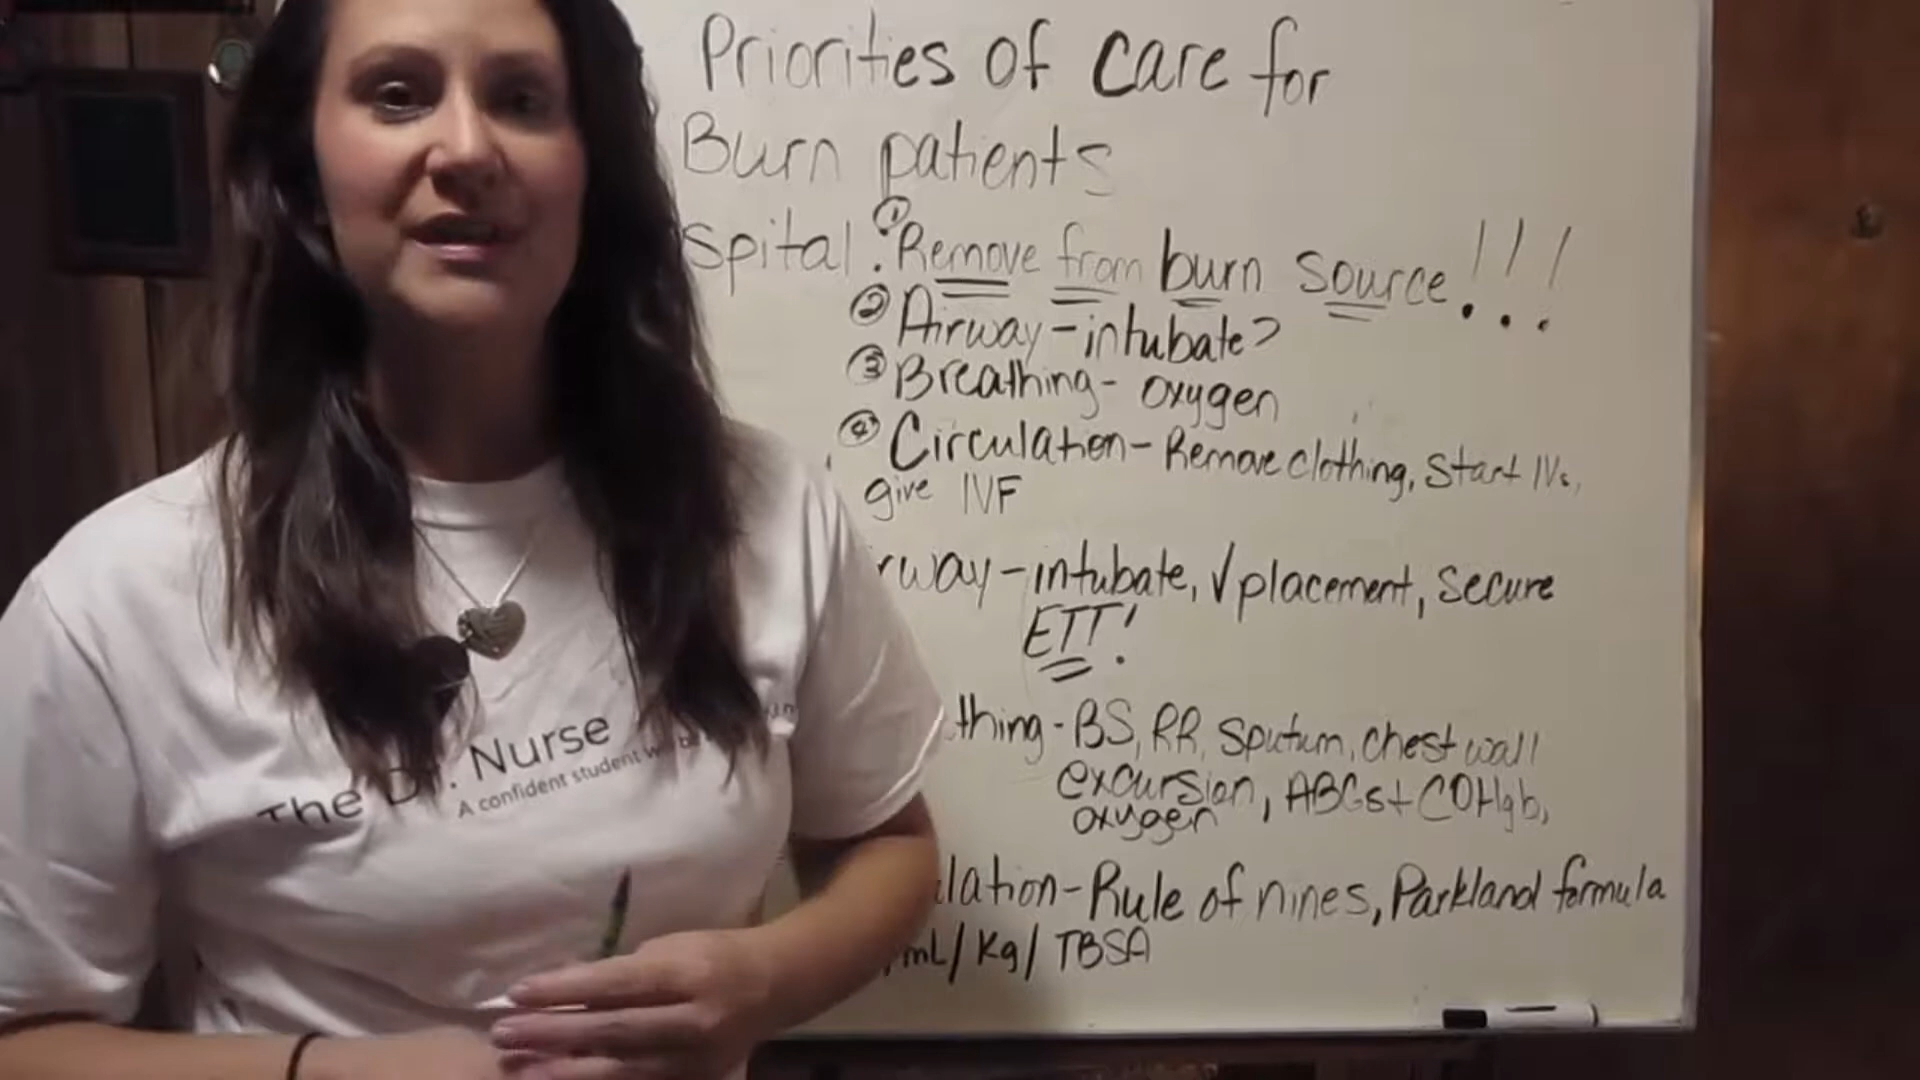 Priorities of care for
Burn patients
spital: ① Remove from burn source!!!
② Airway - intubate?
③ Breathing - oxygen
④ Circulation - Remove clothing, Start IVs,
give IVF
rway - intubate, √ placement, secure
ETT!
thing - BS, RR, sputum, chest wall
excursion, ABGs + COHgb,
oxygen
lation - Rule of nines, Parkland formula
mL/Kg/TBSA
The Dr. Nurse
A confident student